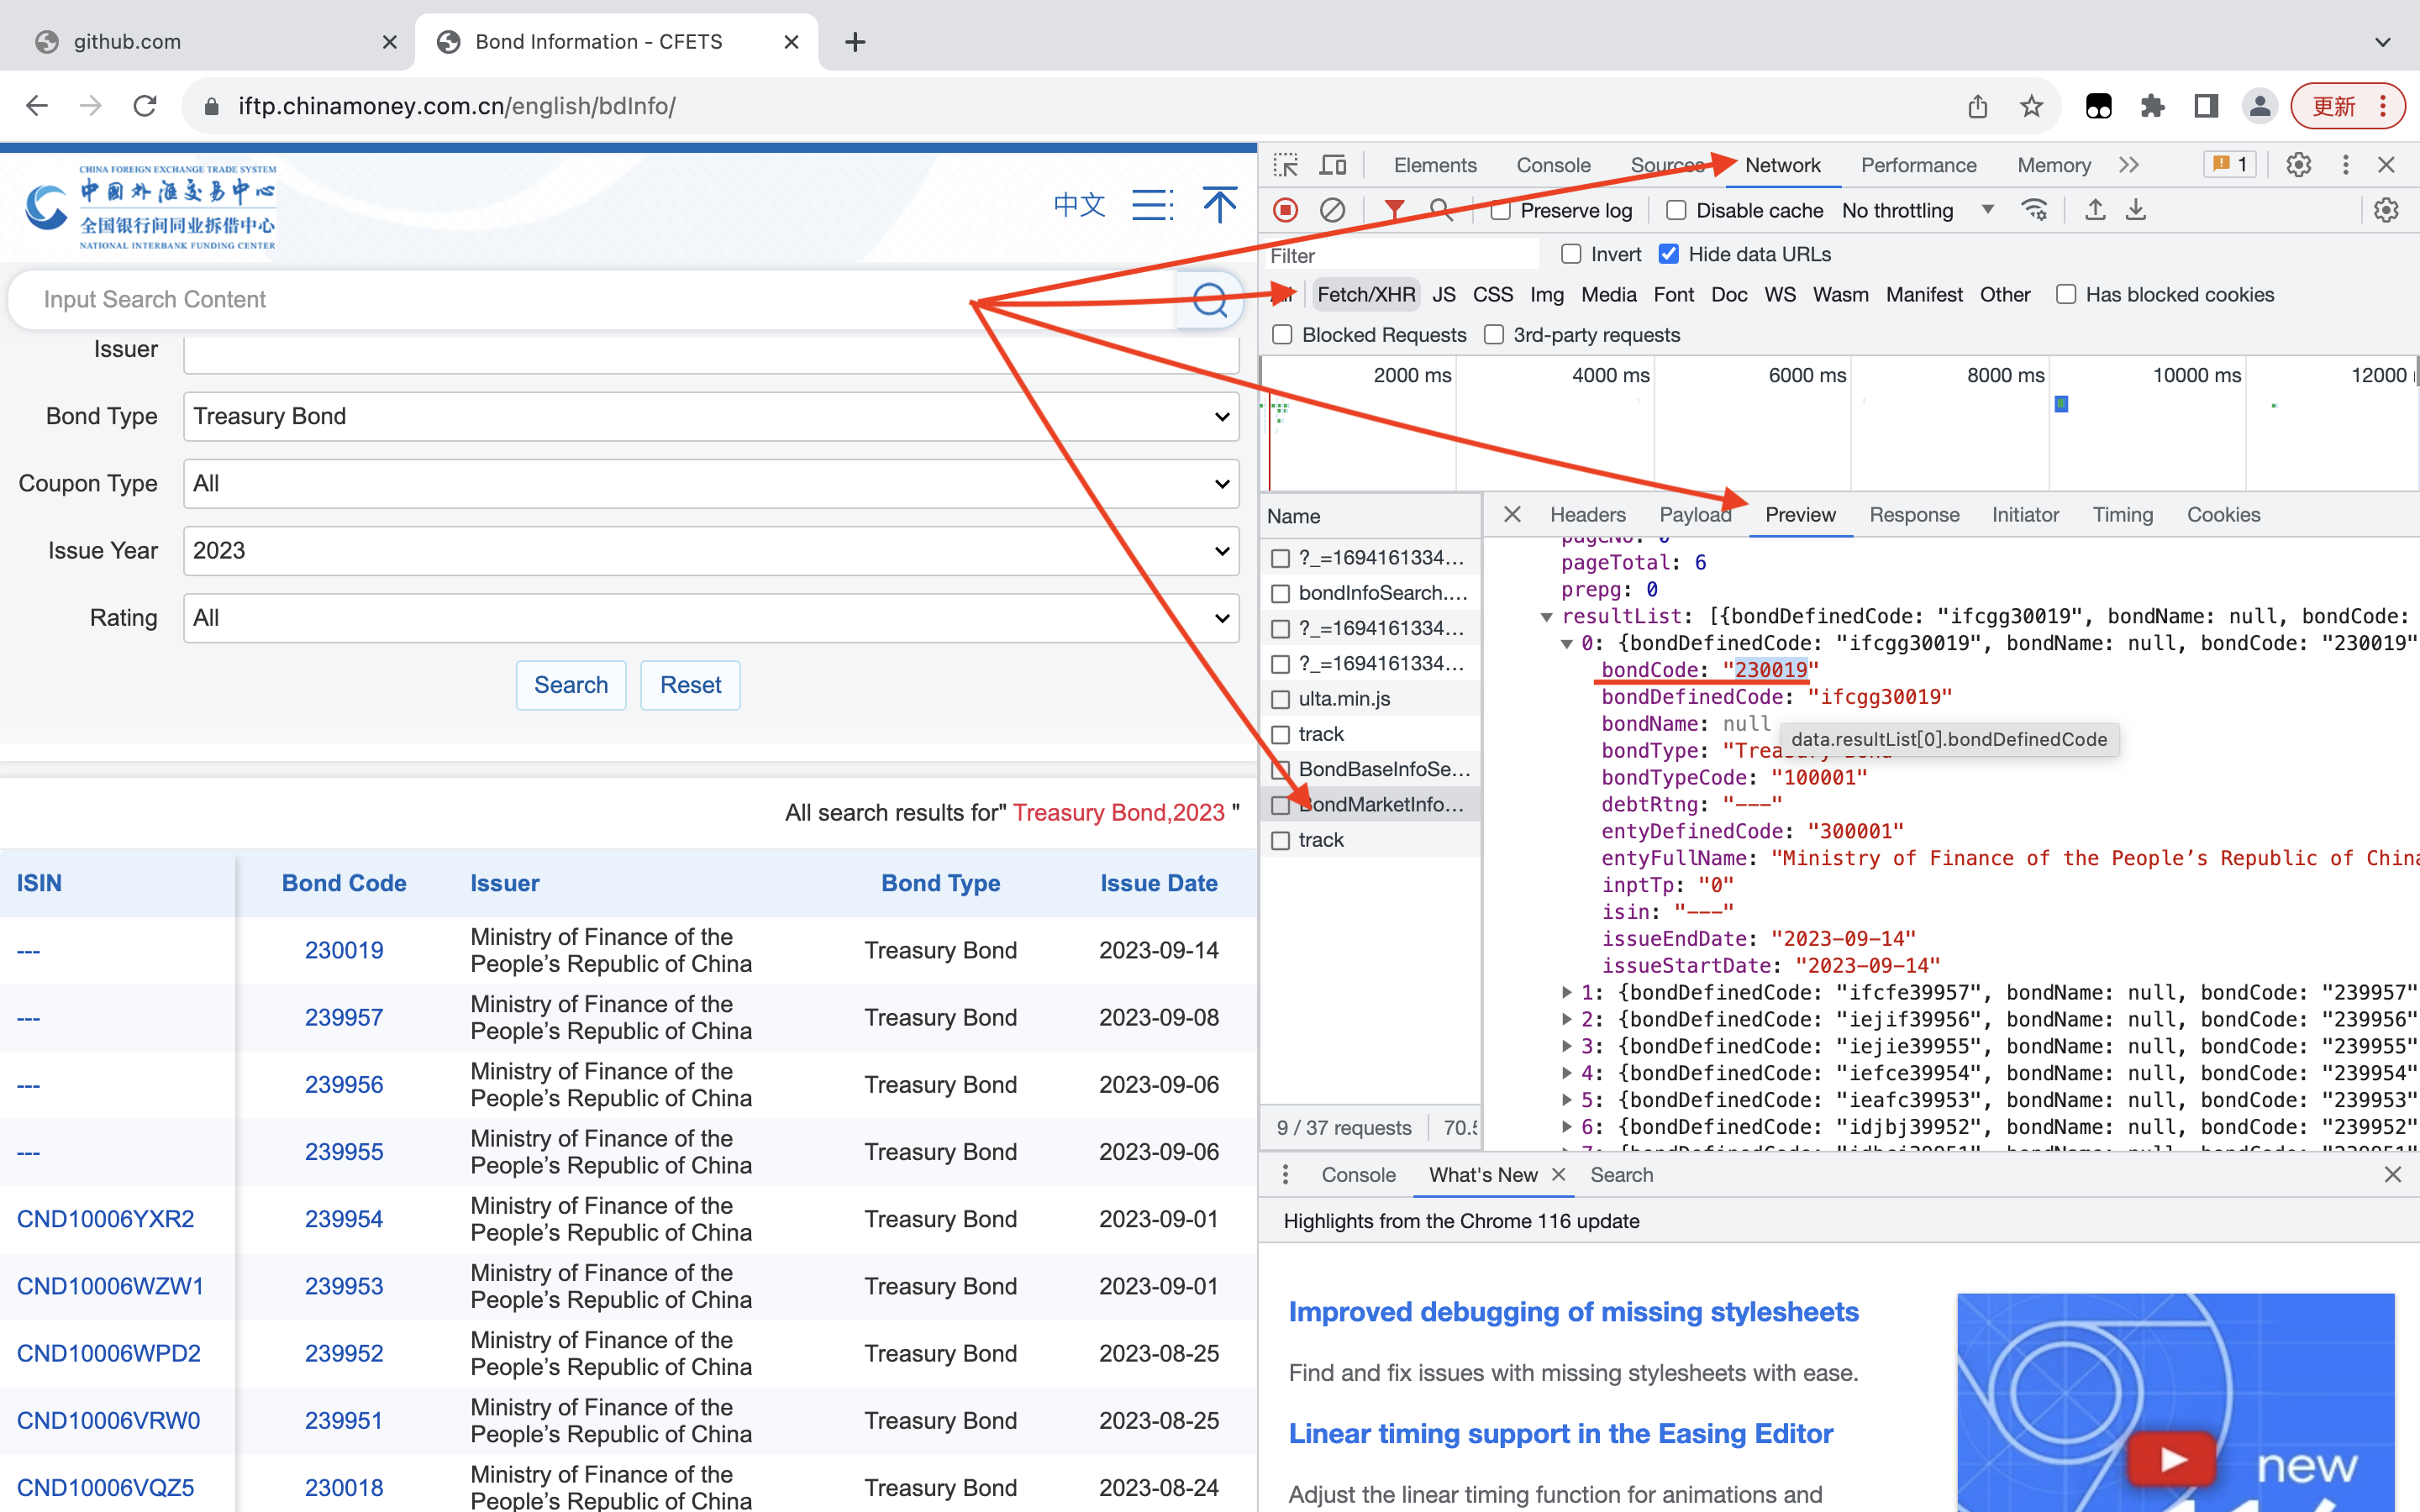 github.com
Bond Information - CFETS
iftp.chinamoney.com.cn/english/bdInfo/
更新
CHINA FOREIGN EXCHANGE TRADE SYSTEM
中國外滙交易中心
全国银行间同业拆借中心
NATIONAL INTERBANK FUNDING CENTER
中文
Input Search Content
Issuer
Bond Type
Treasury Bond
Coupon Type
All
Issue Year
2023
Rating
All
Search
Reset
All search results for" Treasury Bond,2023 "
ISIN Bond Code Issuer Bond Type Issue Date
--- 230019 Ministry of Finance of the People’s Republic of China Treasury Bond 2023-09-14
--- 239957 Ministry of Finance of the People’s Republic of China Treasury Bond 2023-09-08
--- 239956 Ministry of Finance of the People’s Republic of China Treasury Bond 2023-09-06
--- 239955 Ministry of Finance of the People’s Republic of China Treasury Bond 2023-09-06
CND10006YXR2 239954 Ministry of Finance of the People’s Republic of China Treasury Bond 2023-09-01
CND10006WZW1 239953 Ministry of Finance of the People’s Republic of China Treasury Bond 2023-09-01
CND10006WPD2 239952 Ministry of Finance of the People’s Republic of China Treasury Bond 2023-08-25
CND10006VRW0 239951 Ministry of Finance of the People’s Republic of China Treasury Bond 2023-08-25
CND10006VQZ5 230018 Ministry of Finance of the People’s Republic of China Treasury Bond 2023-08-24
Elements Console Sources Network Performance Memory 1
Preserve log Disable cache No throttling
Filter Invert Hide data URLs
Fetch/XHR JS CSS Img Media Font Doc WS Wasm Manifest Other Has blocked cookies
Blocked Requests 3rd-party requests
2000 ms 4000 ms 6000 ms 8000 ms 10000 ms 12000
Name
?_=1694161334...
bondInfoSearch....
?_=1694161334...
?_=1694161334...
ulta.min.js
track
BondBaseInfoSe...
BondMarketInfo...
track
9 / 37 requests 70.5
Headers Payload Preview Response Initiator Timing Cookies
pageNo: 0
pageTotal: 6
prepg: 0
resultList: [{bondDefinedCode: "ifcgg30019", bondName: null, bondCode:
0: {bondDefinedCode: "ifcgg30019", bondName: null, bondCode: "230019"
bondCode: "230019"
bondDefinedCode: "ifcgg30019"
bondName: null
data.resultList[0].bondDefinedCode
bondType: "Treasury Bond"
bondTypeCode: "100001"
debtRtng: "---"
entyDefinedCode: "300001"
entyFullName: "Ministry of Finance of the People’s Republic of China
inptTp: "0"
isin: "---"
issueEndDate: "2023-09-14"
issueStartDate: "2023-09-14"
1: {bondDefinedCode: "ifcfe39957", bondName: null, bondCode: "239957"
2: {bondDefinedCode: "iejif39956", bondName: null, bondCode: "239956"
3: {bondDefinedCode: "iejie39955", bondName: null, bondCode: "239955"
4: {bondDefinedCode: "iefce39954", bondName: null, bondCode: "239954"
5: {bondDefinedCode: "ieafc39953", bondName: null, bondCode: "239953"
6: {bondDefinedCode: "idjbj39952", bondName: null, bondCode: "239952"
Console What's New Search
Highlights from the Chrome 116 update
Improved debugging of missing stylesheets
Find and fix issues with missing stylesheets with ease.
Linear timing support in the Easing Editor
Adjust the linear timing function for animations and
new